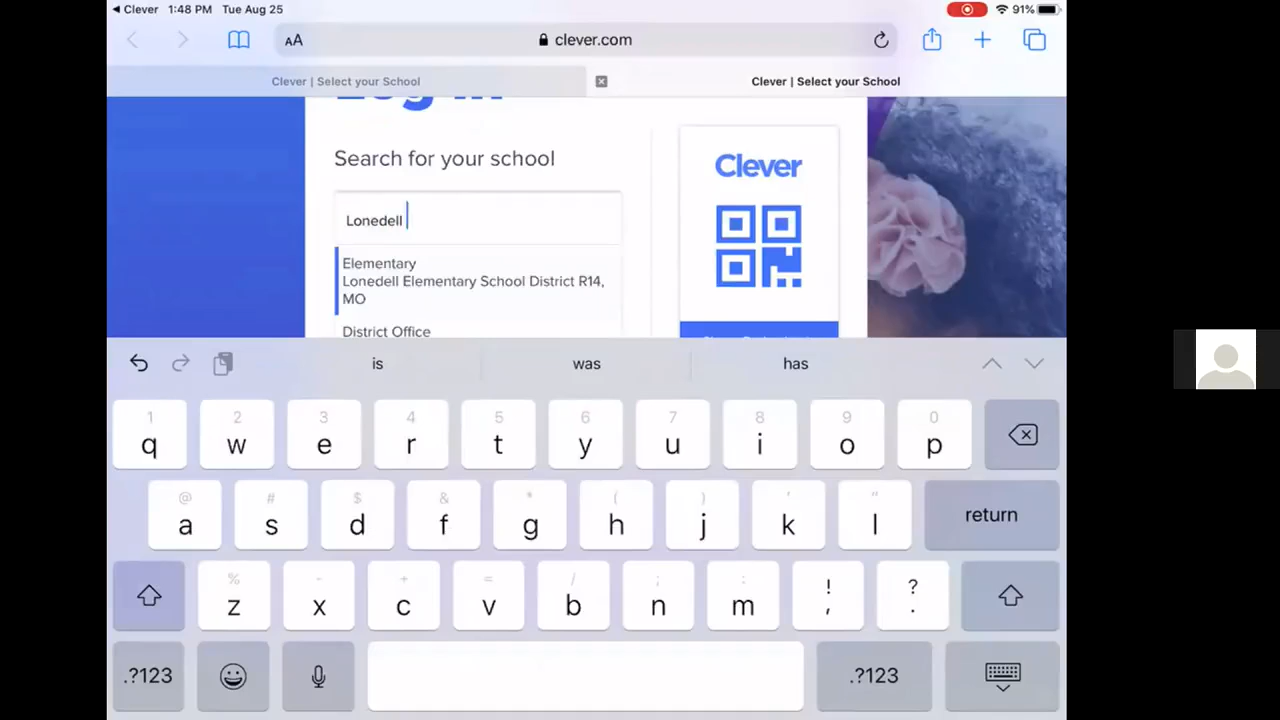 Clever 1:48 PM Tue Aug 25 91%
AA clever.com
Clever | Select your School Clever | Select your School
Log in
Search for your school
Clever
Lonedell
Elementary
Lonedell Elementary School District R14,
MO
District Office
is was has
1 2 3 4 5 6 7 8 9 0
q w e r t y u i o p
@ # $ & * ( ) ' "
a s d f g h j k l return
% - + = / ; : ! ?
z x c v b n m , .
.?123 .?123